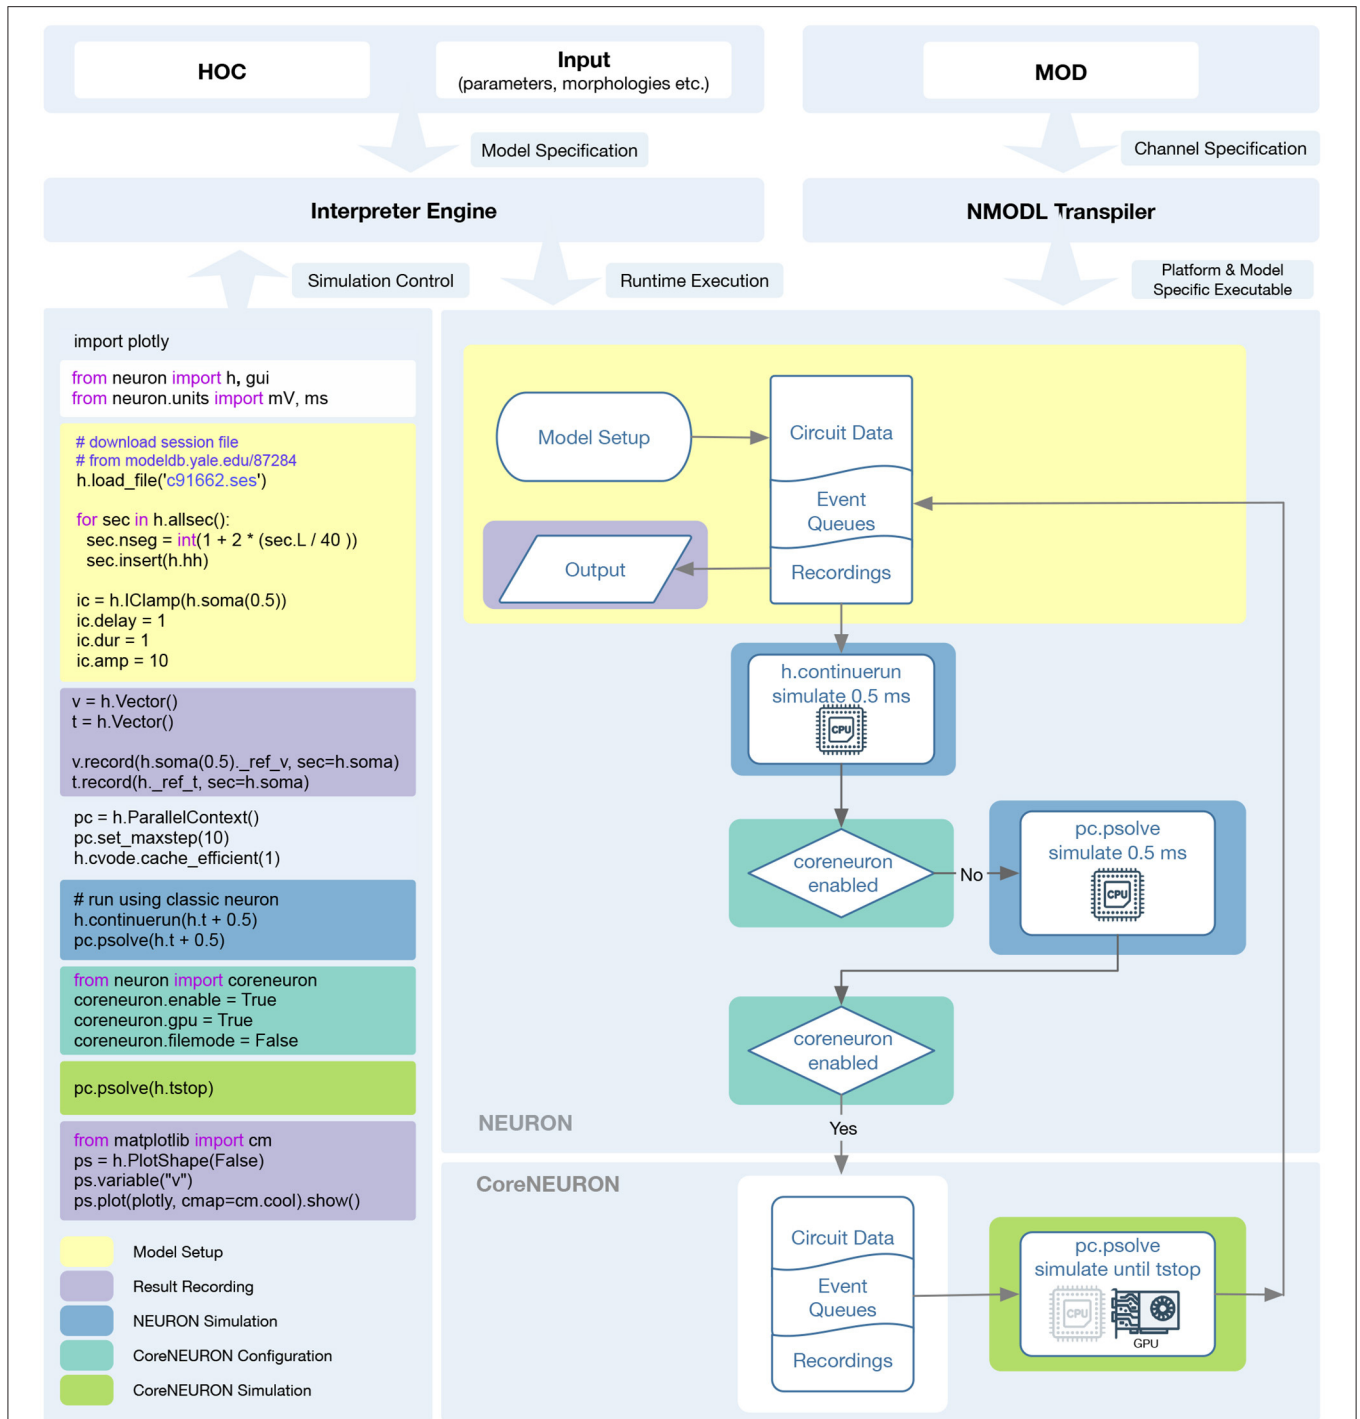 HOC
Input
(parameters, morphologies etc.)
MOD
Model Specification
Channel Specification
Interpreter Engine
NMODL Transpiler
Simulation Control
Runtime Execution
Platform & Model
Specific Executable
import plotly
from neuron import h, gui
from neuron.units import mV, ms
# download session file
# from modeldb.yale.edu/87284
h.load_file('c91662.ses')
for sec in h.allsec():
sec.nseg = int(1 + 2 * (sec.L / 40 ))
sec.insert(h.hh)
ic = h.IClamp(h.soma(0.5))
ic.delay = 1
ic.dur = 1
ic.amp = 10
v = h.Vector()
t = h.Vector()
v.record(h.soma(0.5)._ref_v, sec=h.soma)
t.record(h._ref_t, sec=h.soma)
pc = h.ParallelContext()
pc.set_maxstep(10)
h.cvode.cache_efficient(1)
# run using classic neuron
h.continuerun(h.t + 0.5)
pc.psolve(h.t + 0.5)
from neuron import coreneuron
coreneuron.enable = True
coreneuron.gpu = True
coreneuron.filemode = False
pc.psolve(h.tstop)
from matplotlib import cm
ps = h.PlotShape(False)
ps.variable("v")
ps.plot(plotly, cmap=cm.cool).show()
Model Setup
Result Recording
NEURON Simulation
CoreNEURON Configuration
CoreNEURON Simulation
Model Setup
Circuit Data
Event
Queues
Recordings
Output
h.continuerun
simulate 0.5 ms
CPU
coreneuron
enabled
No
pc.psolve
simulate 0.5 ms
CPU
coreneuron
enabled
Yes
NEURON
CoreNEURON
Circuit Data
Event
Queues
Recordings
pc.psolve
simulate until tstop
CPU
GPU